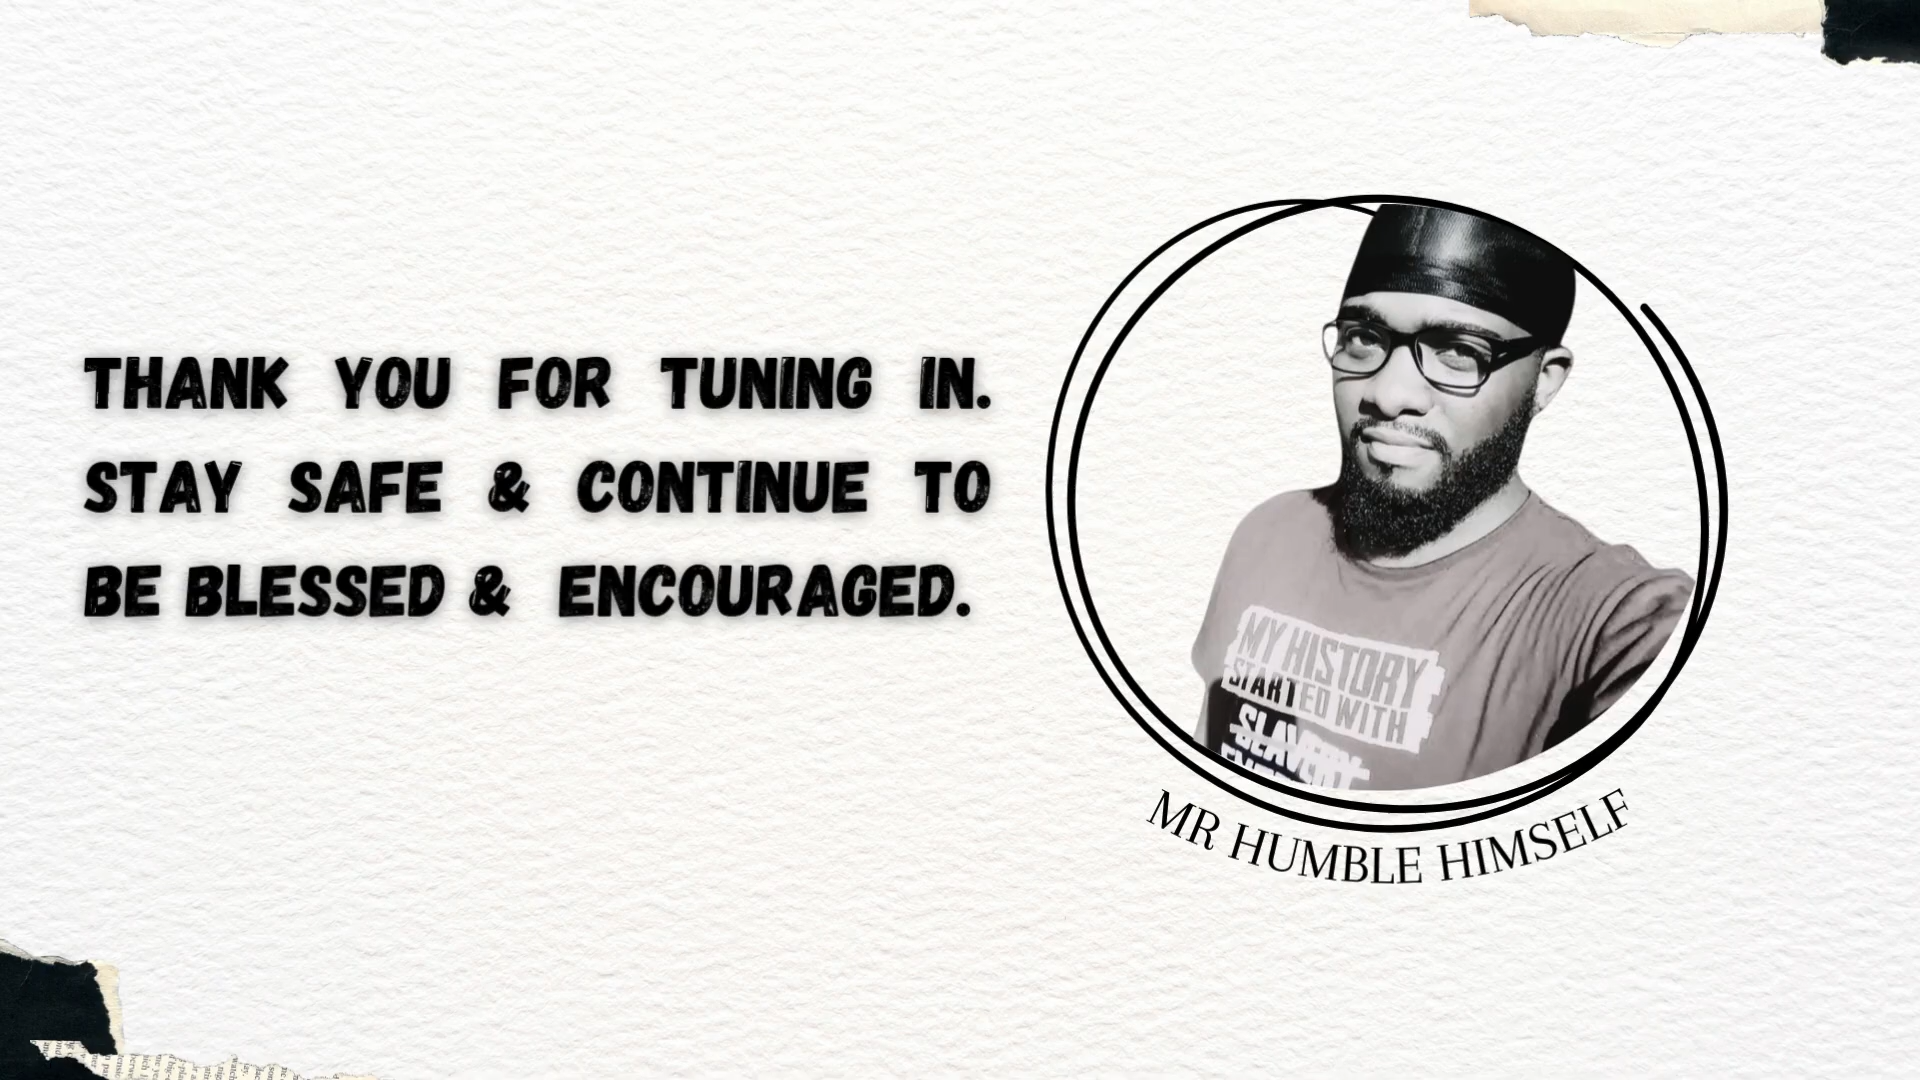 THANK YOU FOR TUNING IN.
STAY SAFE & CONTINUE TO
BE BLESSED & ENCOURAGED.
MY HISTORY
STARTED WITH
SLAVERY
MR HUMBLE HIMSELF